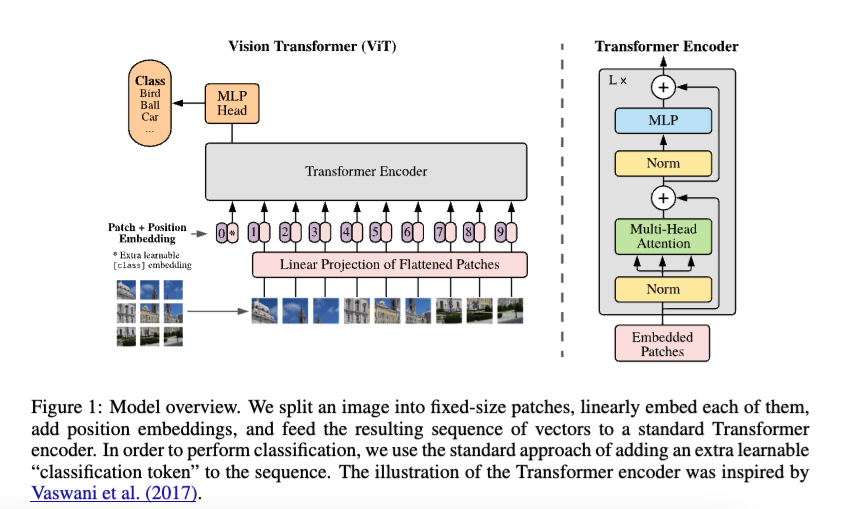 Vision Transformer (ViT)
Class
Bird
Ball
Car
...
MLP
Head
Transformer Encoder
Patch + Position
Embedding
0 * 1 2 3 4 5 6 7 8 9
* Extra learnable
[class] embedding
Linear Projection of Flattened Patches
Transformer Encoder
L ×
+
MLP
Norm
+
Multi-Head
Attention
Norm
Embedded
Patches
Figure 1: Model overview. We split an image into fixed-size patches, linearly embed each of them,
add position embeddings, and feed the resulting sequence of vectors to a standard Transformer
encoder. In order to perform classification, we use the standard approach of adding an extra learnable
“classification token” to the sequence. The illustration of the Transformer encoder was inspired by
Vaswani et al. (2017).